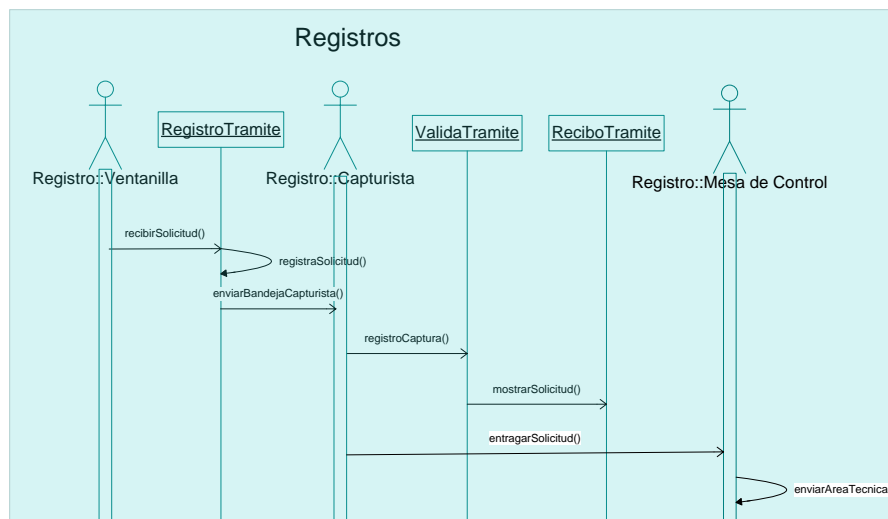 Registros
RegistroTramite
ValidaTramite
ReciboTramite
Registro::Ventanilla
Registro::Capturista
Registro::Mesa de Control
recibirSolicitud()
registraSolicitud()
enviarBandejaCapturista()
registroCaptura()
mostrarSolicitud()
entragarSolicitud()
enviarAreaTecnica